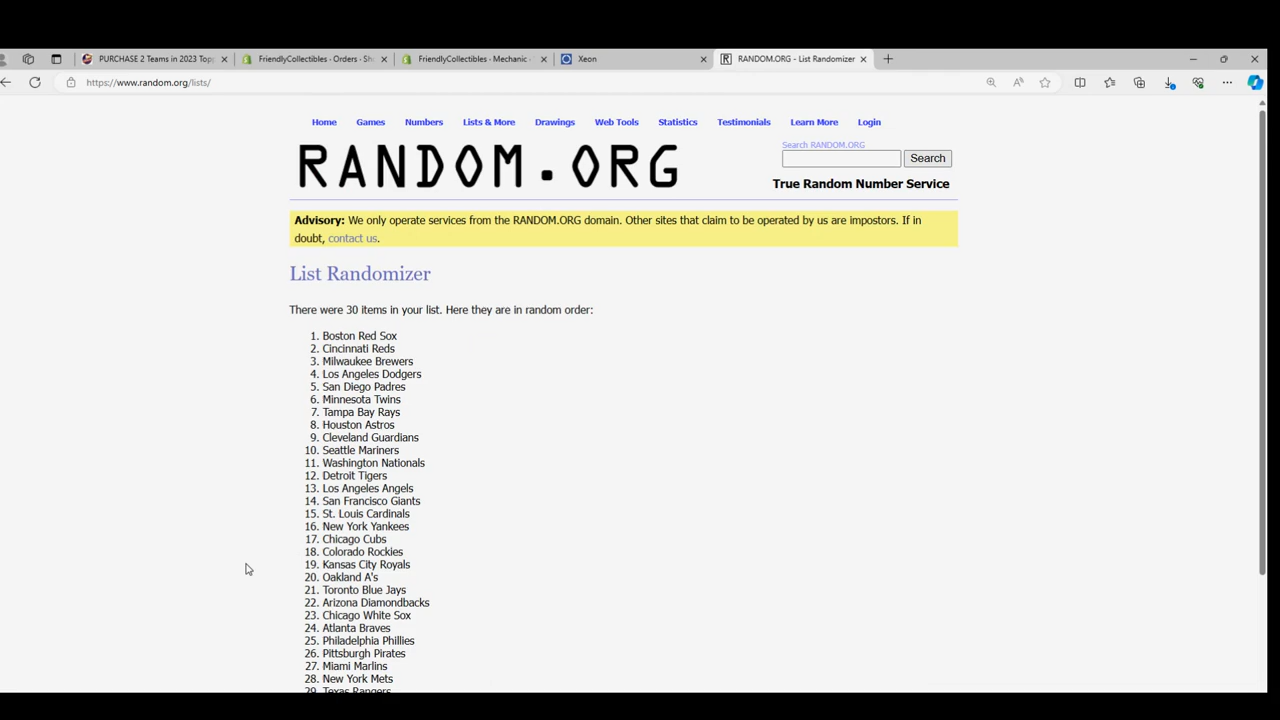 PURCHASE 2 Teams in 2023 Top
FriendlyCollectibles · Orders · Sh
FriendlyCollectibles · Mechanic
Xeon
RANDOM.ORG - List Randomizer
https://www.random.org/lists/
Home Games Numbers Lists & More Drawings Web Tools Statistics Testimonials Learn More Login
RANDOM.ORG
Search RANDOM.ORG
Search
True Random Number Service
Advisory: We only operate services from the RANDOM.ORG domain. Other sites that claim to be operated by us are impostors. If in
doubt, contact us.
List Randomizer
There were 30 items in your list. Here they are in random order:
1. Boston Red Sox
2. Cincinnati Reds
3. Milwaukee Brewers
4. Los Angeles Dodgers
5. San Diego Padres
6. Minnesota Twins
7. Tampa Bay Rays
8. Houston Astros
9. Cleveland Guardians
10. Seattle Mariners
11. Washington Nationals
12. Detroit Tigers
13. Los Angeles Angels
14. San Francisco Giants
15. St. Louis Cardinals
16. New York Yankees
17. Chicago Cubs
18. Colorado Rockies
19. Kansas City Royals
20. Oakland A's
21. Toronto Blue Jays
22. Arizona Diamondbacks
23. Chicago White Sox
24. Atlanta Braves
25. Philadelphia Phillies
26. Pittsburgh Pirates
27. Miami Marlins
28. New York Mets
29. Texas Rangers